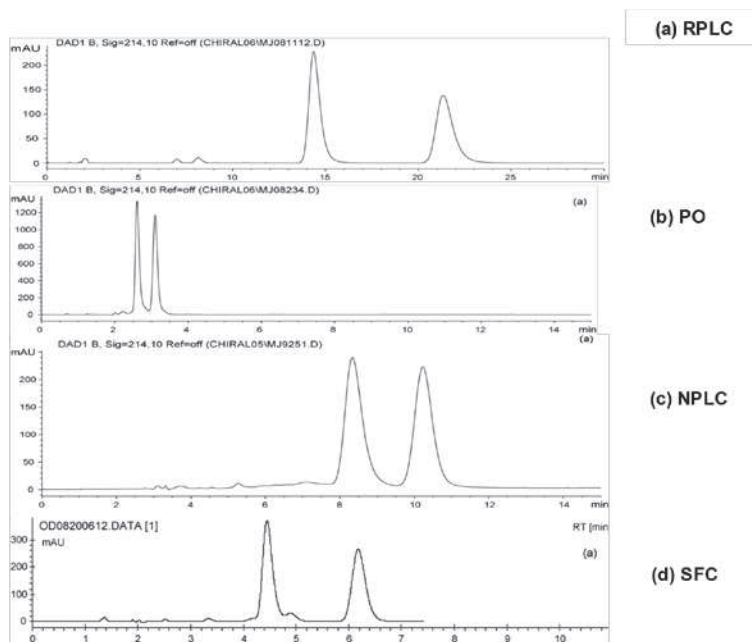 (a) RPLC
DAD1 B, Sig=214,10 Ref=off (CHIRAL06\MJ081112.D)
mAU
200
150
100
50
0
5 10 15 20 25 min
DAD1 B, Sig=214,10 Ref=off (CHIRAL06\MJ08234.D)
mAU
(a)
(b) PO
1200
1000
800
600
400
200
0
0 2 4 6 8 10 12 14
DAD1 B, Sig=214,10 Ref=off (CHIRAL05\MJ9251.D)
(a)
mAU
(c) NPLC
200
150
100
50
0
0 2 4 6 8 10 12 14
OD08200612.DATA [1]
RT [min
mAU
(a)
(d) SFC
300
200
100
0
0 1 2 3 4 5 6 7 8 9 10